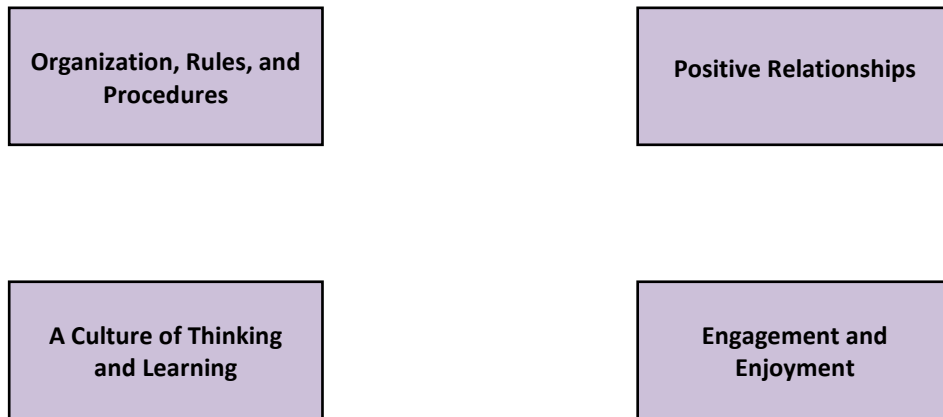 Organization, Rules, and
Procedures
Positive Relationships
A Culture of Thinking
and Learning
Engagement and
Enjoyment